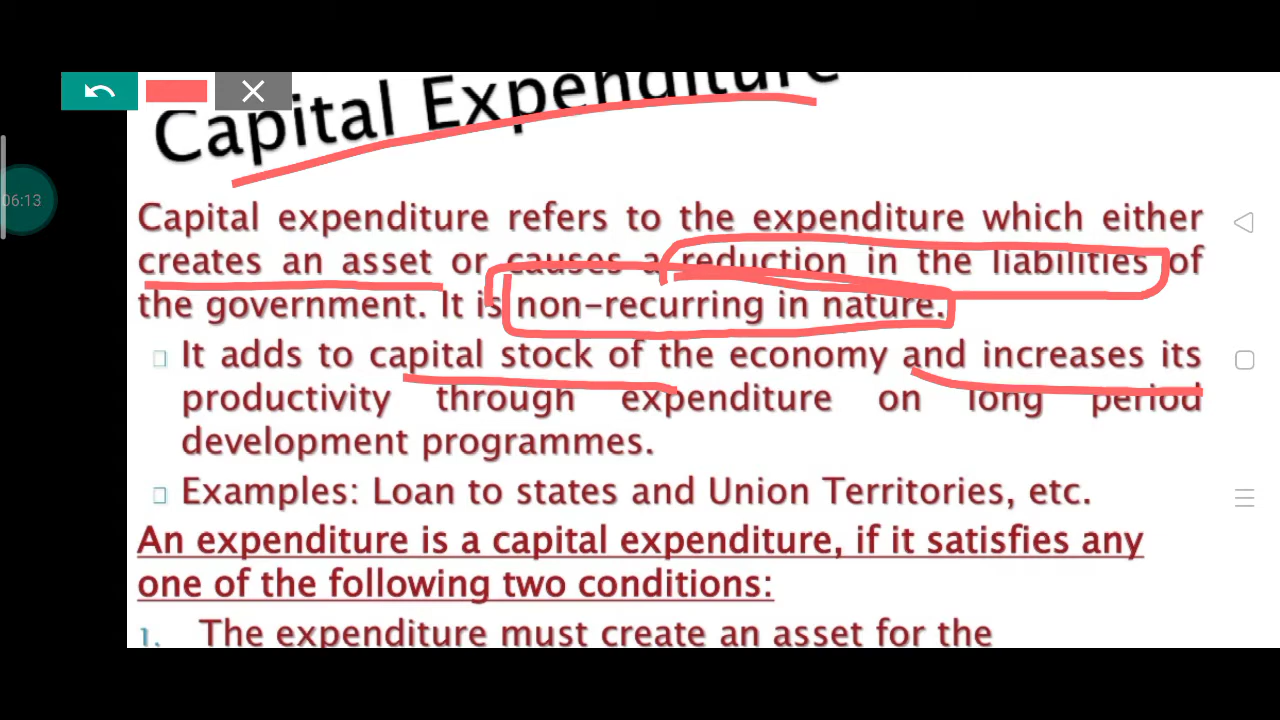 Capital Expenditure
06:13
Capital expenditure refers to the expenditure which either
creates an asset or causes a reduction in the liabilities of
the government. It is non-recurring in nature.
It adds to capital stock of the economy and increases its
productivity through expenditure on long period
development programmes.
Examples: Loan to states and Union Territories, etc.
An expenditure is a capital expenditure, if it satisfies any
one of the following two conditions:
1. The expenditure must create an asset for the